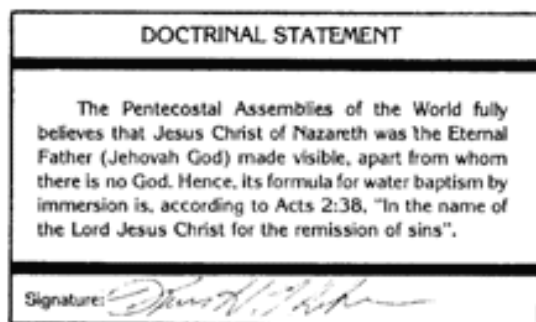 DOCTRINAL STATEMENT
The Pentecostal Assemblies of the World fully
believes that Jesus Christ of Nazareth was the Eternal
Father (Jehovah God) made visible, apart from whom
there is no God. Hence, its formula for water baptism by
immersion is, according to Acts 2:38, "In the name of
the Lord Jesus Christ for the remission of sins".
Signature: